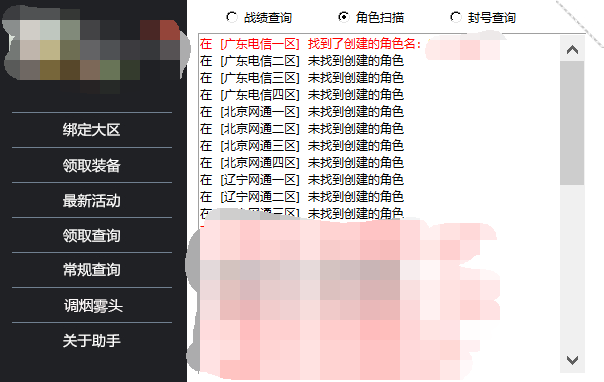 战绩查询 角色扫描 封号查询
绑定大区
领取装备
最新活动
领取查询
常规查询
调烟雾头
关于助手
在 [广东电信一区] 找到了创建的角色名：
在 [广东电信二区] 未找到创建的角色
在 [广东电信三区] 未找到创建的角色
在 [广东电信四区] 未找到创建的角色
在 [北京网通一区] 未找到创建的角色
在 [北京网通二区] 未找到创建的角色
在 [北京网通三区] 未找到创建的角色
在 [北京网通四区] 未找到创建的角色
在 [辽宁网通一区] 未找到创建的角色
在 [辽宁网通二区] 未找到创建的角色
在 [辽宁网通三区] 未找到创建的角色